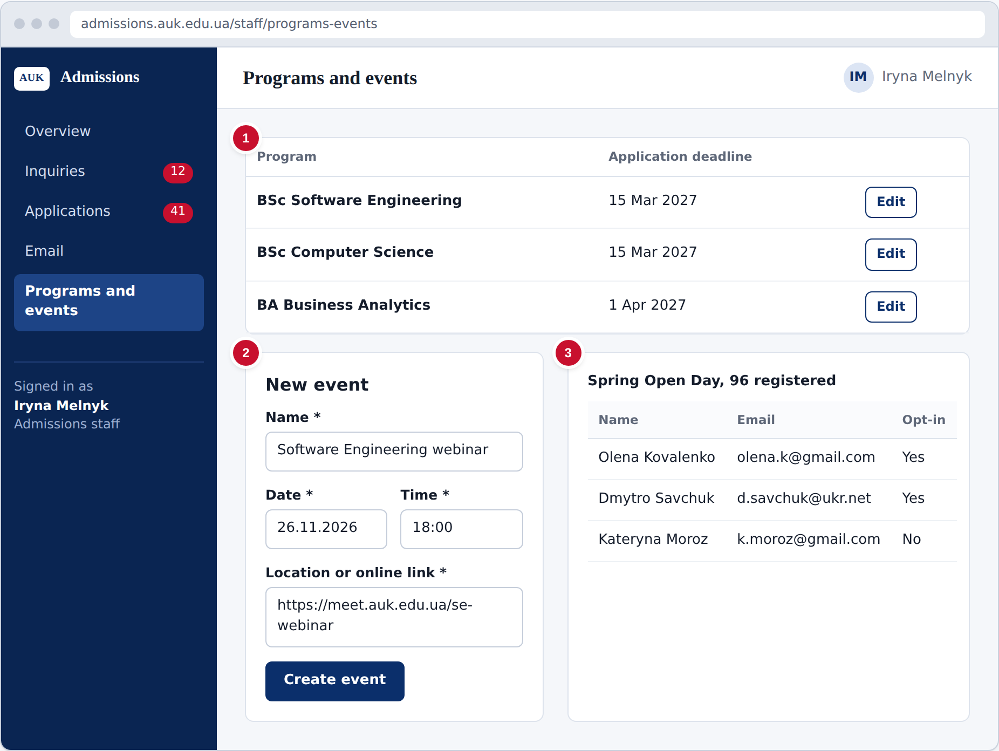 admissions.auk.edu.ua/staff/programs-events
AUK Admissions
Overview
Inquiries 12
Applications 41
Email
Programs and
events
Signed in as
Iryna Melnyk
Admissions staff
Programs and events
IM Iryna Melnyk
1
Program Application deadline
BSc Software Engineering 15 Mar 2027 Edit
BSc Computer Science 15 Mar 2027 Edit
BA Business Analytics 1 Apr 2027 Edit
2
New event
Name *
Software Engineering webinar
Date * Time *
26.11.2026 18:00
Location or online link *
https://meet.auk.edu.ua/se-
webinar
Create event
3
Spring Open Day, 96 registered
Name Email Opt-in
Olena Kovalenko olena.k@gmail.com Yes
Dmytro Savchuk d.savchuk@ukr.net Yes
Kateryna Moroz k.moroz@gmail.com No